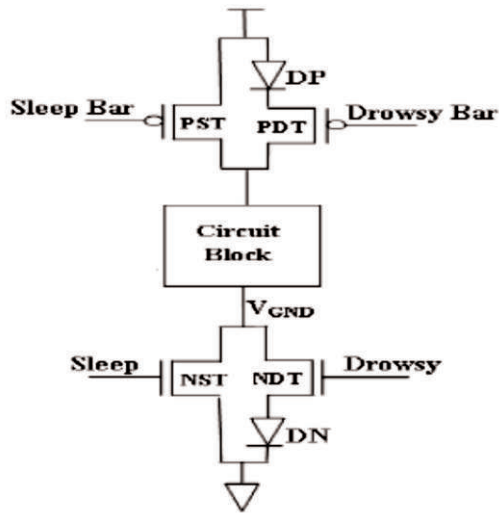 DP
Sleep Bar
Drowsy Bar
PST
PDT
Circuit
Block
VGND
Sleep
Drowsy
NST
NDT
DN